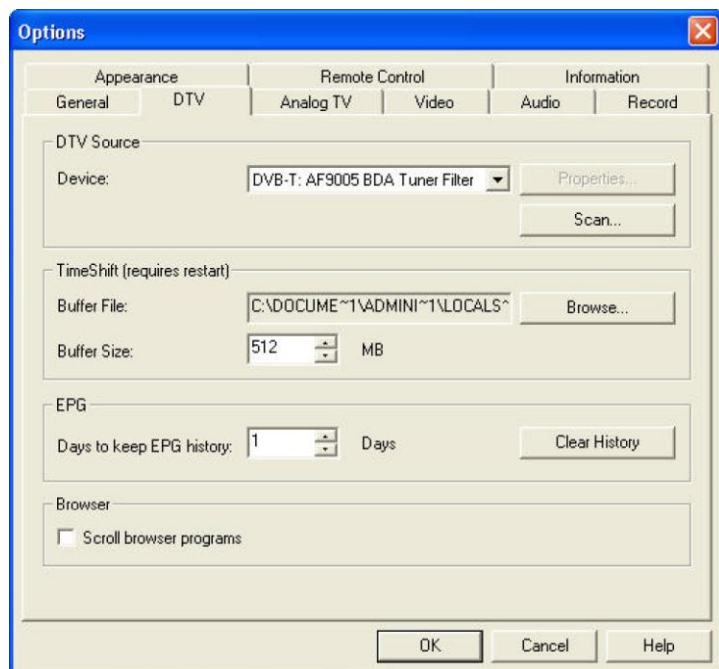 Options
Appearance Remote Control Information
General DTV Analog TV Video Audio Record
DTV Source
Device: DVB-T: AF9005 BDA Tuner Filter Properties...
Scan...
TimeShift (requires restart)
Buffer File: C:\DOCUME~1\ADMINI~1\LOCALS^ Browse...
Buffer Size: 512 MB
EPG
Days to keep EPG history: 1 Days Clear History
Browser
Scroll browser programs
OK Cancel Help